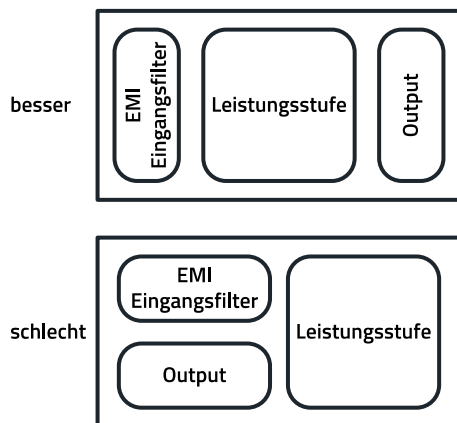 besser
EMI
Eingangsfilter
Leistungsstufe
Output
schlecht
EMI
Eingangsfilter
Output
Leistungsstufe